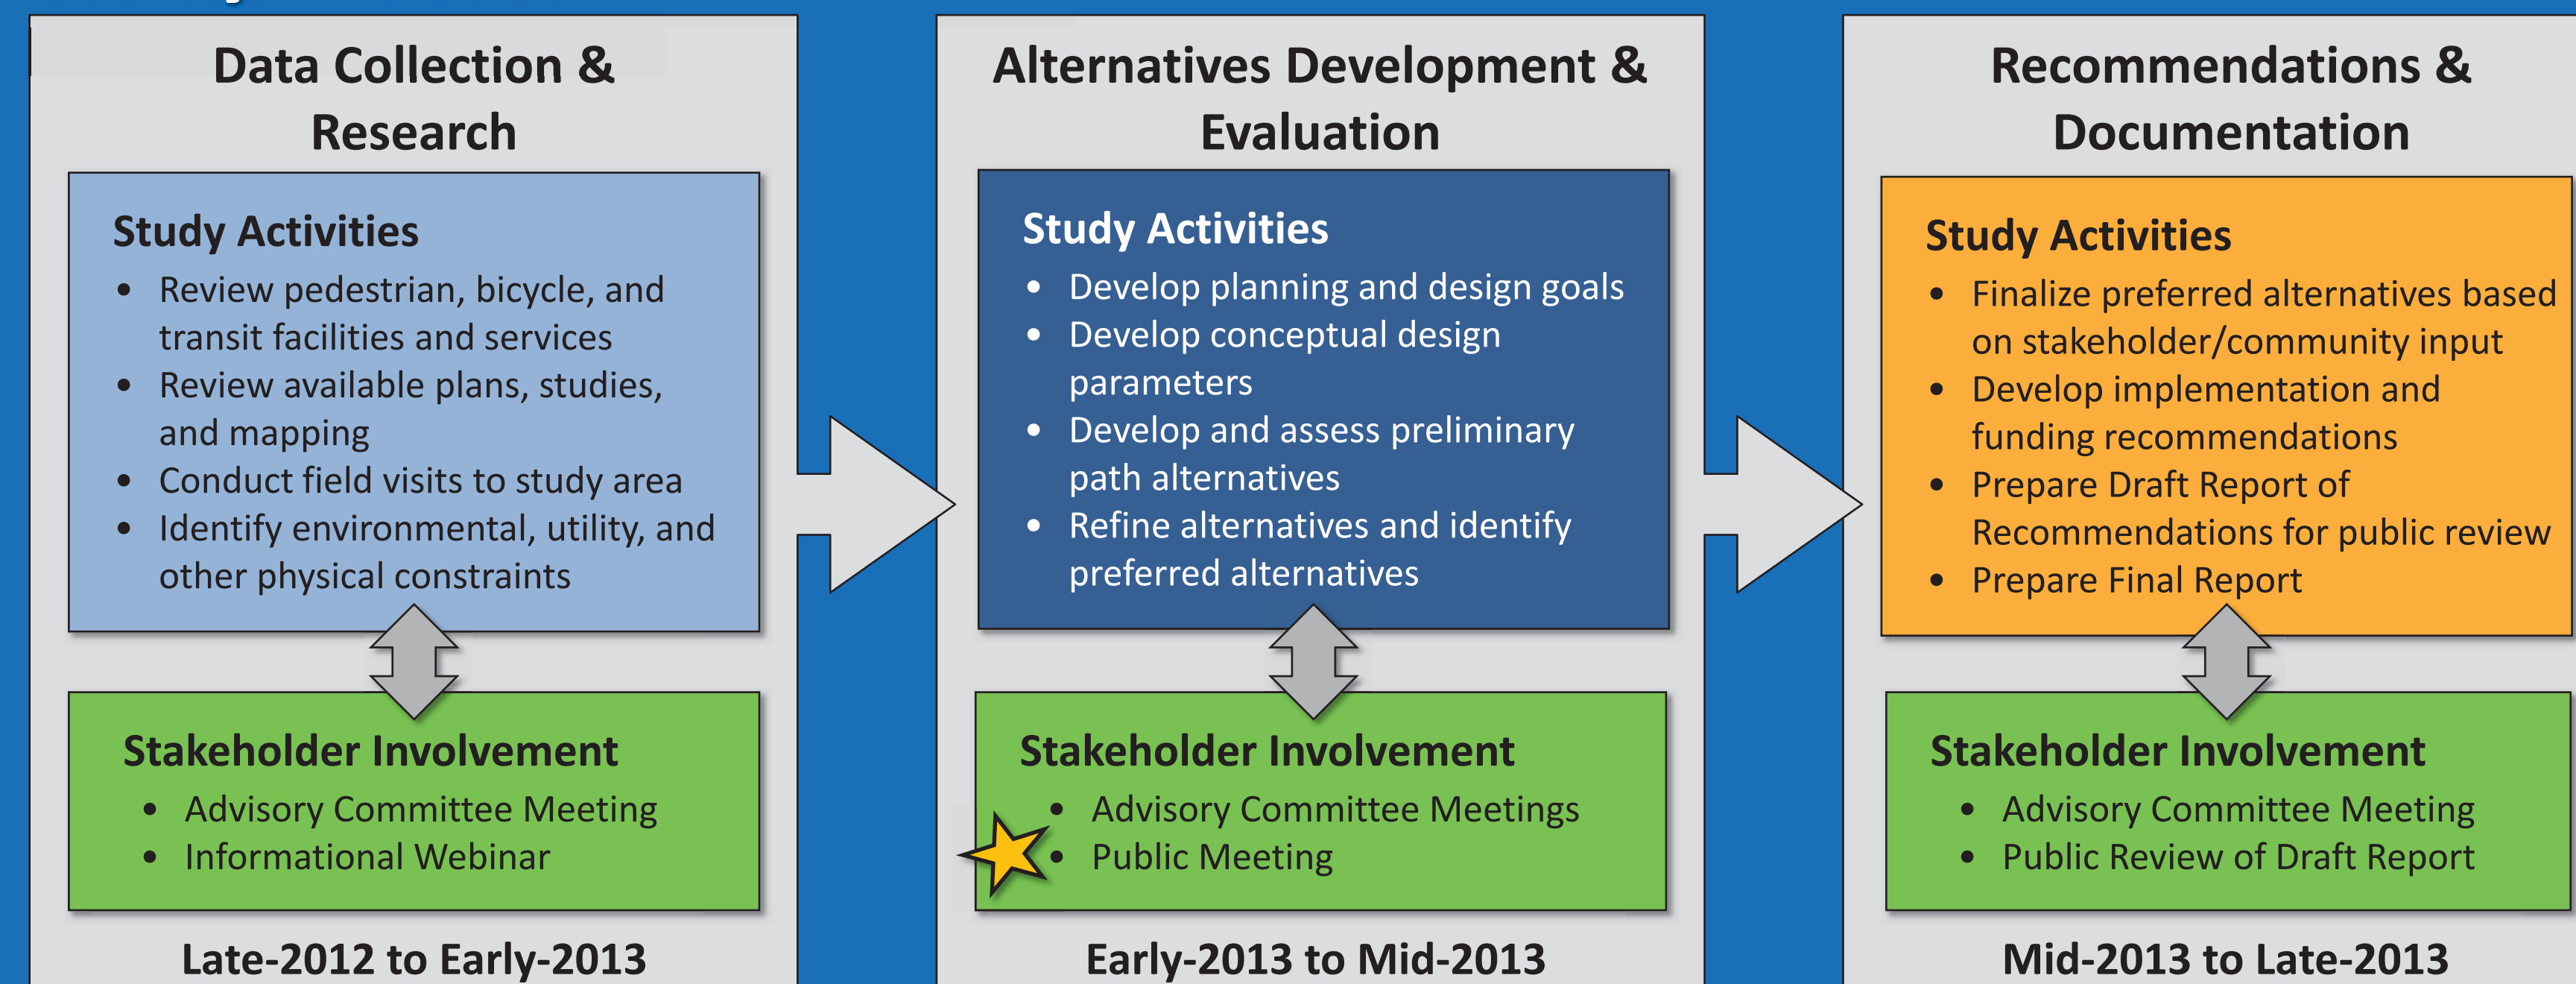 Data Collection &
Research
Study Activities
• Review pedestrian, bicycle, and
transit facilities and services
• Review available plans, studies,
and mapping
• Conduct field visits to study area
• Identify environmental, utility, and
other physical constraints
Stakeholder Involvement
• Advisory Committee Meeting
• Informational Webinar
Late-2012 to Early-2013
Alternatives Development &
Evaluation
Study Activities
• Develop planning and design goals
• Develop conceptual design
parameters
• Develop and assess preliminary
path alternatives
• Refine alternatives and identify
preferred alternatives
Stakeholder Involvement
• Advisory Committee Meetings
• Public Meeting
Early-2013 to Mid-2013
Recommendations &
Documentation
Study Activities
• Finalize preferred alternatives based
on stakeholder/community input
• Develop implementation and
funding recommendations
• Prepare Draft Report of
Recommendations for public review
• Prepare Final Report
Stakeholder Involvement
• Advisory Committee Meeting
• Public Review of Draft Report
Mid-2013 to Late-2013